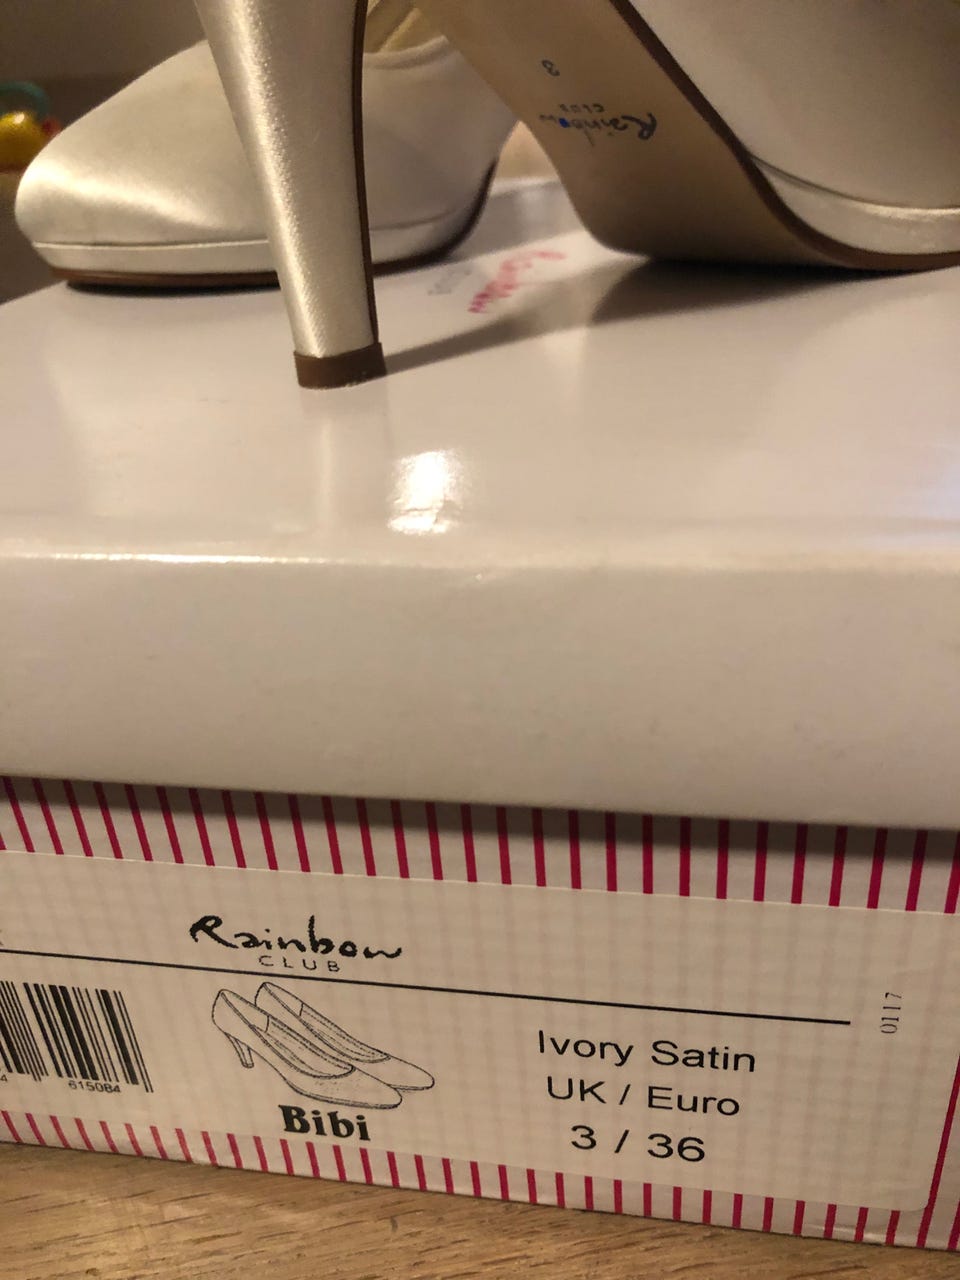 3
Rainbow
CLUB
Rainbow
CLUB
0117
615084
Ivory Satin
UK / Euro
Bibi
3 / 36